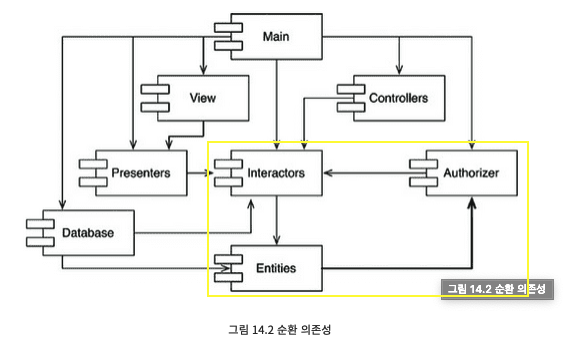 Main
View
Controllers
Presenters
Interactors
Authorizer
Database
Entities
그림 14.2 순환 의존성
그림 14.2 순환 의존성